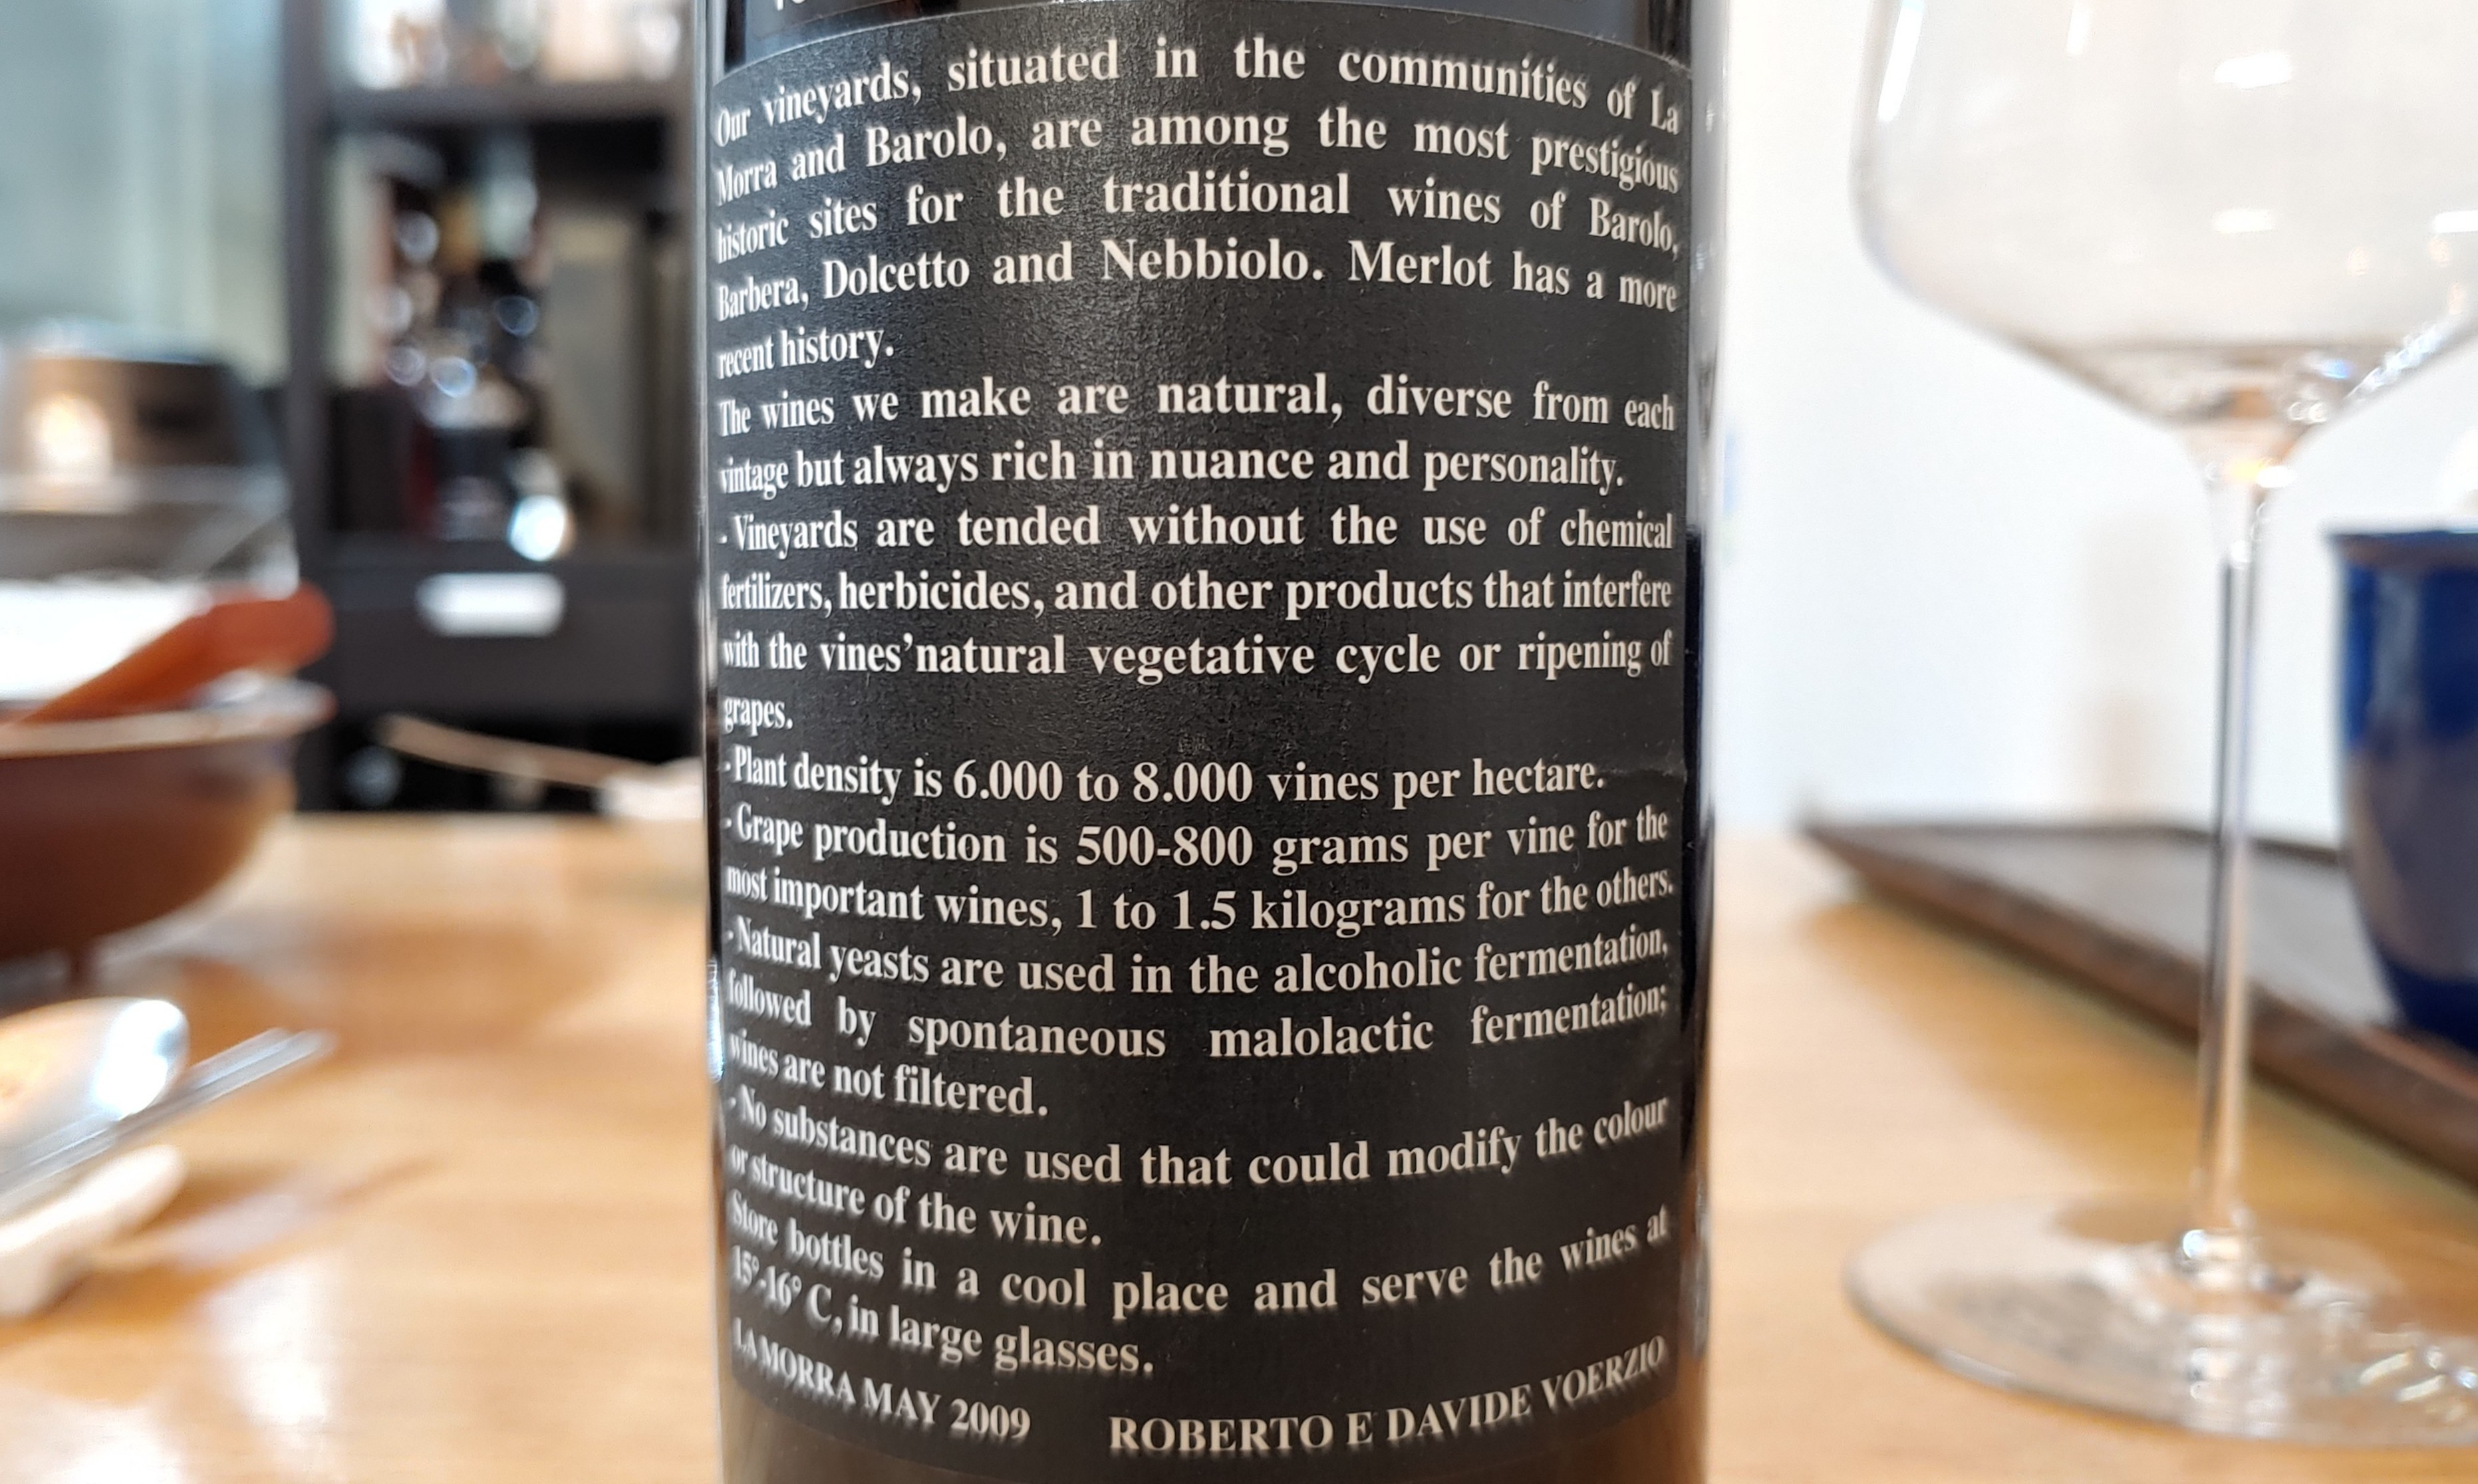 Our vineyards, situated in the communities of La
Morra and Barolo, are among the most prestigious
historic sites for the traditional wines of Barolo,
Barbera, Dolcetto and Nebbiolo. Merlot has a more
recent history.
The wines we make are natural, diverse from each
vintage but always rich in nuance and personality.
- Vineyards are tended without the use of chemical
fertilizers, herbicides, and other products that interfere
with the vines'natural vegetative cycle or ripening of
grapes.
-Plant density is 6.000 to 8.000 vines per hectare.
- Grape production is 500-800 grams per vine for the
most important wines, 1 to 1.5 kilograms for the others.
- Natural yeasts are used in the alcoholic fermentation,
followed by spontaneous malolactic fermentation;
wines are not filtered.
- No substances are used that could modify the colour
or structure of the wine.
Store bottles in a cool place and serve the wines at
15°-16° C, in large glasses.
LA MORRA MAY 2009 ROBERTO E DAVIDE VOERZIO